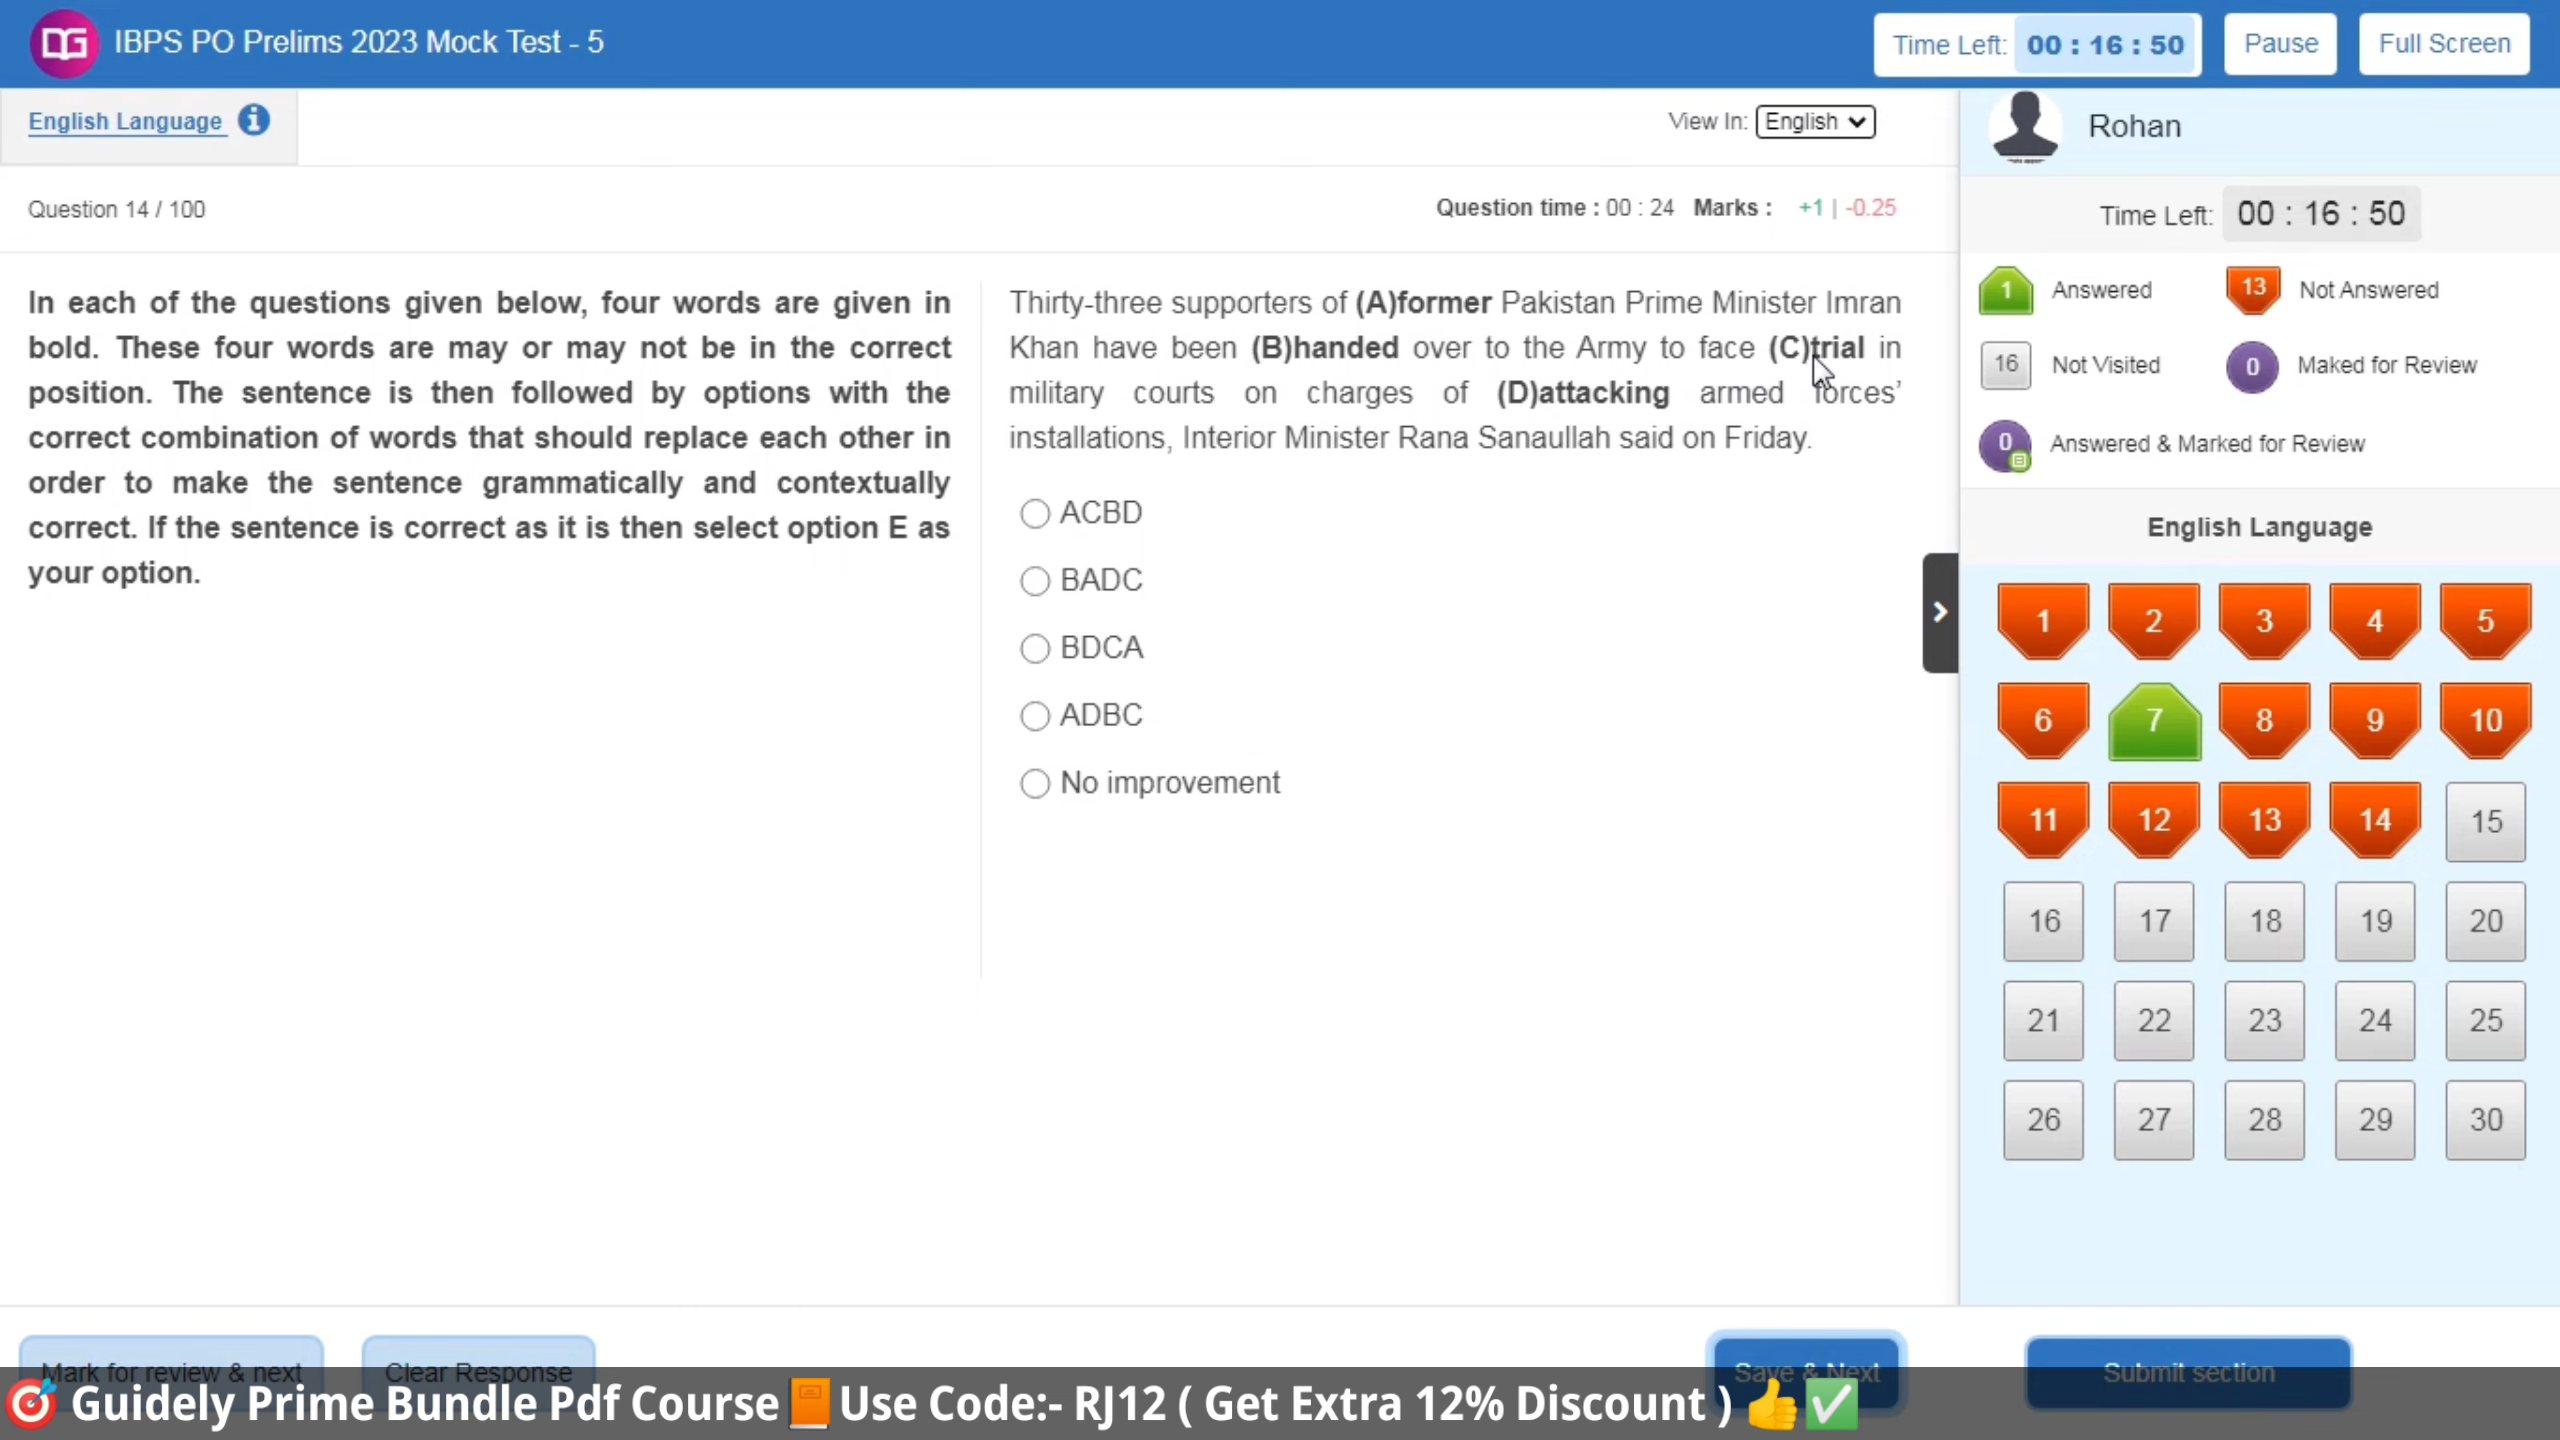 IBPS PO Prelims 2023 Mock Test - 5
Time Left: 00 : 16 : 50
Pause
Full Screen
English Language
View In: English
Question 14 / 100
Question time : 00 : 24 Marks : +1 | -0.25
In each of the questions given below, four words are given in
bold. These four words are may or may not be in the correct
position. The sentence is then followed by options with the
correct combination of words that should replace each other in
order to make the sentence grammatically and contextually
correct. If the sentence is correct as it is then select option E as
your option.
Thirty-three supporters of (A)former Pakistan Prime Minister Imran
Khan have been (B)handed over to the Army to face (C)trial in
military courts on charges of (D)attacking armed forces’
installations, Interior Minister Rana Sanaullah said on Friday.
ACBD
BADC
BDCA
ADBC
No improvement
Rohan
Time Left: 00 : 16 : 50
1 Answered
13 Not Answered
16 Not Visited
0 Maked for Review
0 Answered & Marked for Review
English Language
1 2 3 4 5
6 7 8 9 10
11 12 13 14 15
16 17 18 19 20
21 22 23 24 25
26 27 28 29 30
Mark for review & next
Clear Response
Save & Next
Submit section
Guidely Prime Bundle Pdf Course Use Code:- RJ12 ( Get Extra 12% Discount )